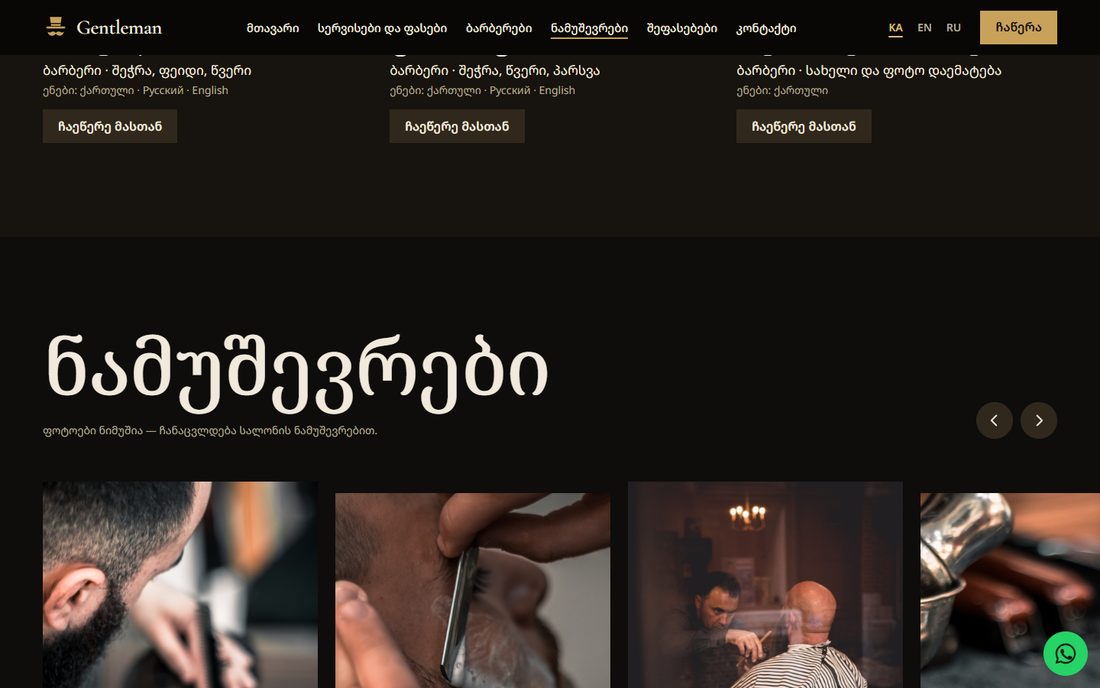 Gentleman
მთავარი
სერვისები და ფასები
ბარბერები
ნამუშევრები
შეფასებები
კონტაქტი
KA
EN
RU
ჩაწერა
ბარბერი · შეჭრა, ფეიდი, წვერი
ენები: ქართული · Русский · English
ჩაეწერე მასთან
ბარბერი · შეჭრა, წვერი, პარსვა
ენები: ქართული · Русский · English
ჩაეწერე მასთან
ბარბერი · სახელი და ფოტო დაემატება
ენები: ქართული
ჩაეწერე მასთან
ნამუშევრები
ფოტოები ნიმუშია — ჩანაცვლდება სალონის ნამუშევრებით.